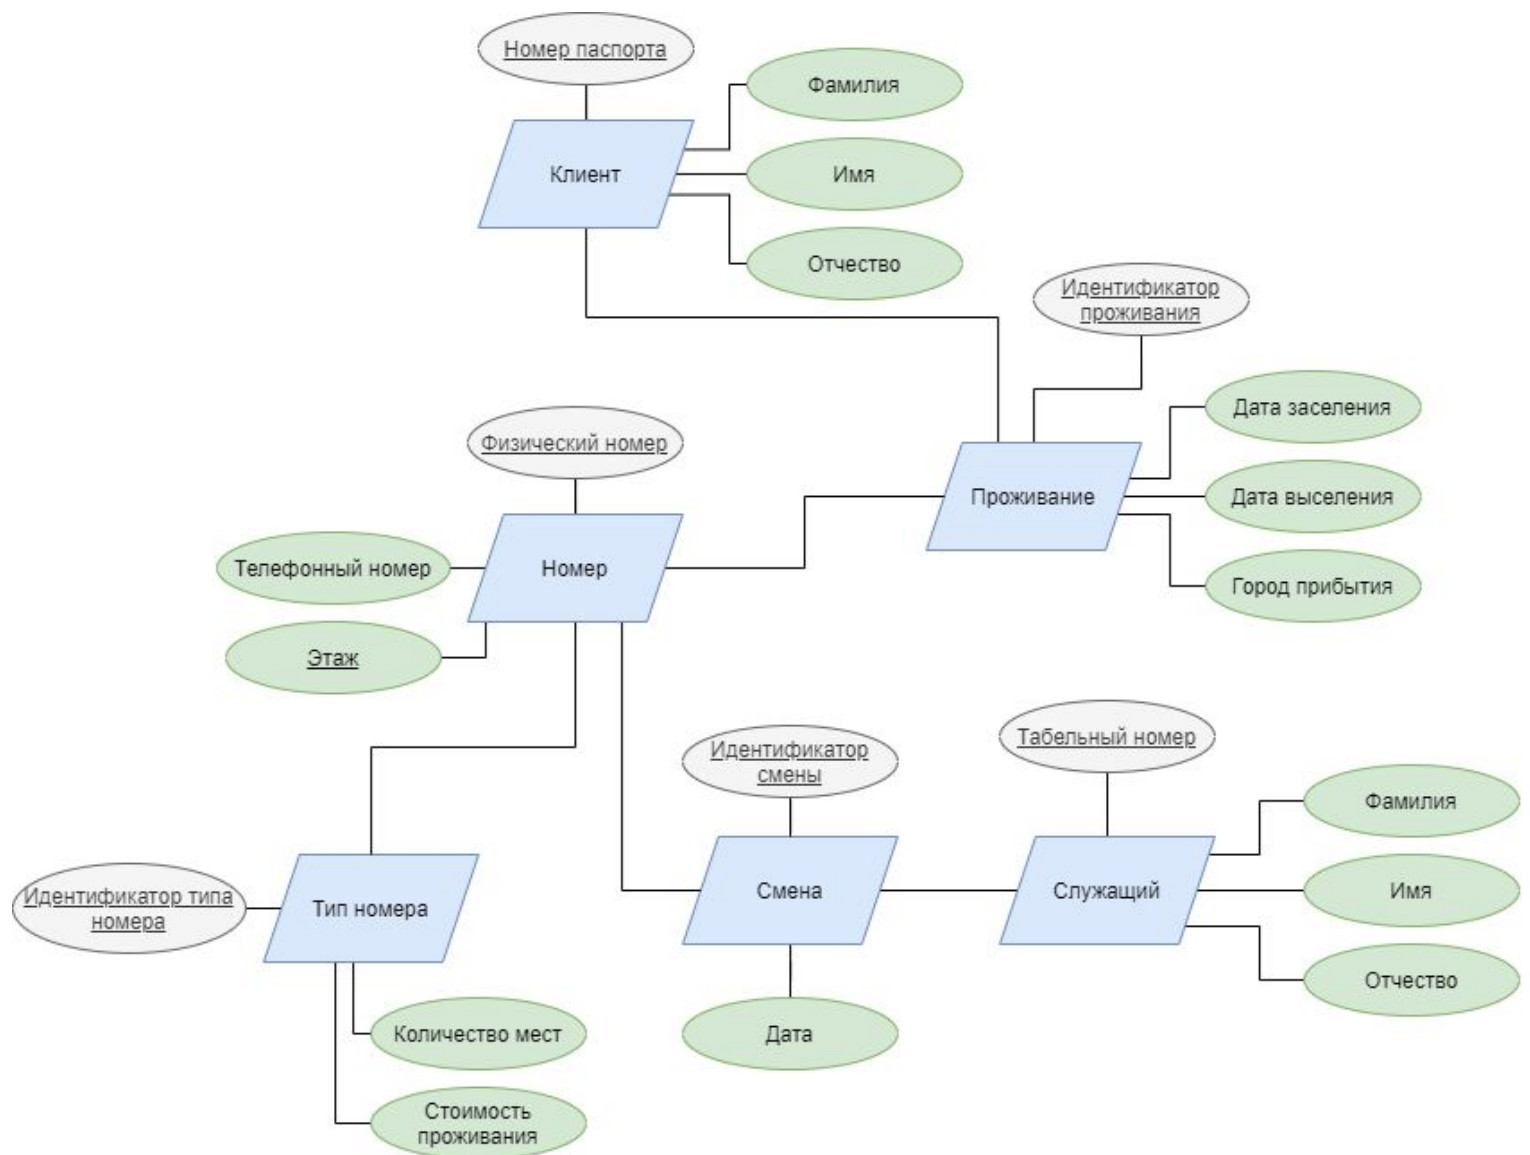 Номер паспорта
Фамилия
Клиент
Имя
Отчество
Идентификатор
проживания
Дата заселения
Физический номер
Проживание
Дата выселения
Телефонный номер
Номер
Город прибытия
Этаж
Идентификатор
смены
Табельный номер
Фамилия
Идентификатор типа
номера
Тип номера
Смена
Служащий
Имя
Отчество
Количество мест
Дата
Стоимость
проживания